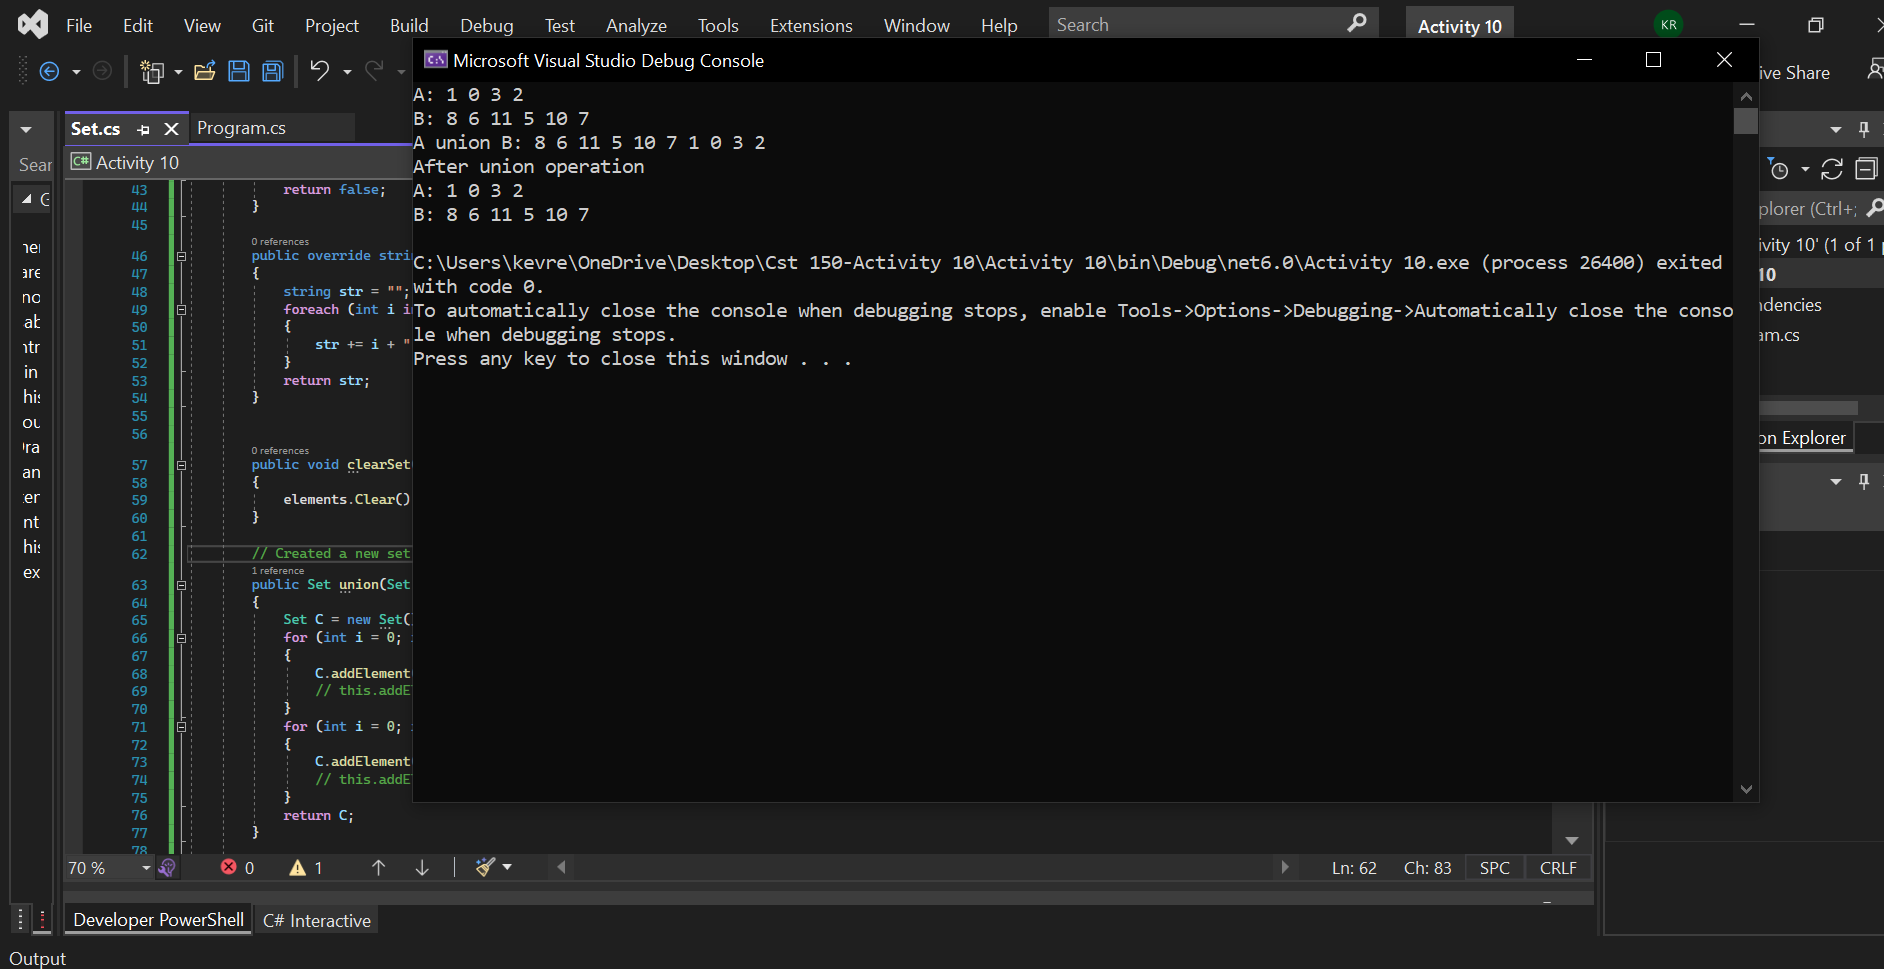 File Edit View Git Project Build Debug Test Analyze Tools Extensions Window Help Search Activity 10 KR
Microsoft Visual Studio Debug Console
ive Share
A: 1 0 3 2
B: 8 6 11 5 10 7
A union B: 8 6 11 5 10 7 1 0 3 2
After union operation
A: 1 0 3 2
B: 8 6 11 5 10 7
C:\Users\kevre\OneDrive\Desktop\Cst 150-Activity 10\Activity 10\bin\Debug\net6.0\Activity 10.exe (process 26400) exited
with code 0.
To automatically close the console when debugging stops, enable Tools->Options->Debugging->Automatically close the conso
le when debugging stops.
Press any key to close this window . . .
Set.cs Program.cs
C# Activity 10
Sear
43 return false;
44 }
45
0 references
46 public override stri
47 {
48 string str = "";
49 foreach (int i i
50 {
51 str += i + "
52 }
53 return str;
54 }
55
56
0 references
57 public void clearSet
58 {
59 elements.Clear()
60 }
61
62 // Created a new set
1 reference
63 public Set union(Set
64 {
65 Set C = new Set(
66 for (int i = 0;
67 {
68 C.addElement
69 // this.addE
70 }
71 for (int i = 0;
72 {
73 C.addElement
74 // this.addE
75 }
76 return C;
77 }
78
plorer (Ctrl+;
ivity 10' (1 of 1
10
ndencies
am.cs
on Explorer
70 % 0 1 Ln: 62 Ch: 83 SPC CRLF
Developer PowerShell C# Interactive
Output